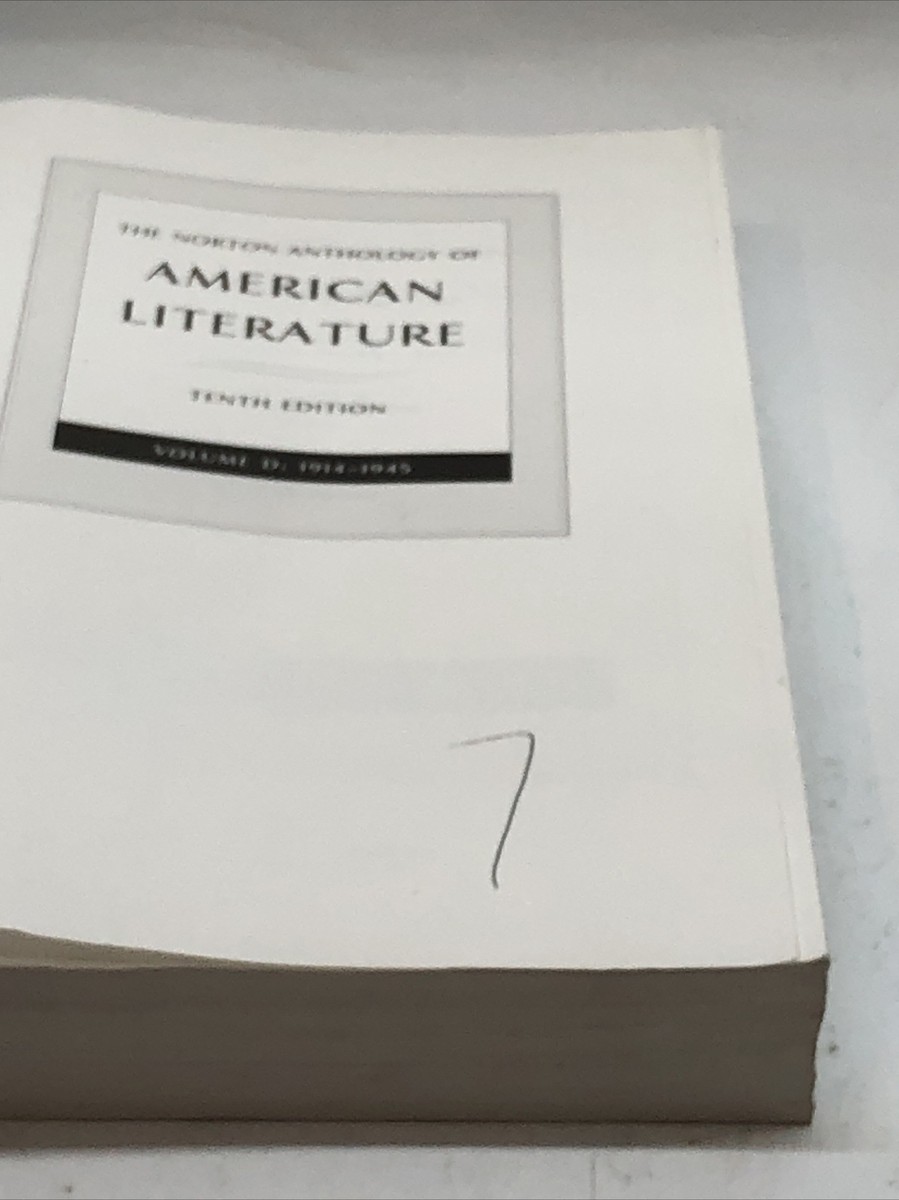 THE NORTON ANTHOLOGY OF
AMERICAN
LITERATURE
TENTH EDITION
VOLUME D: 1914–1945
7